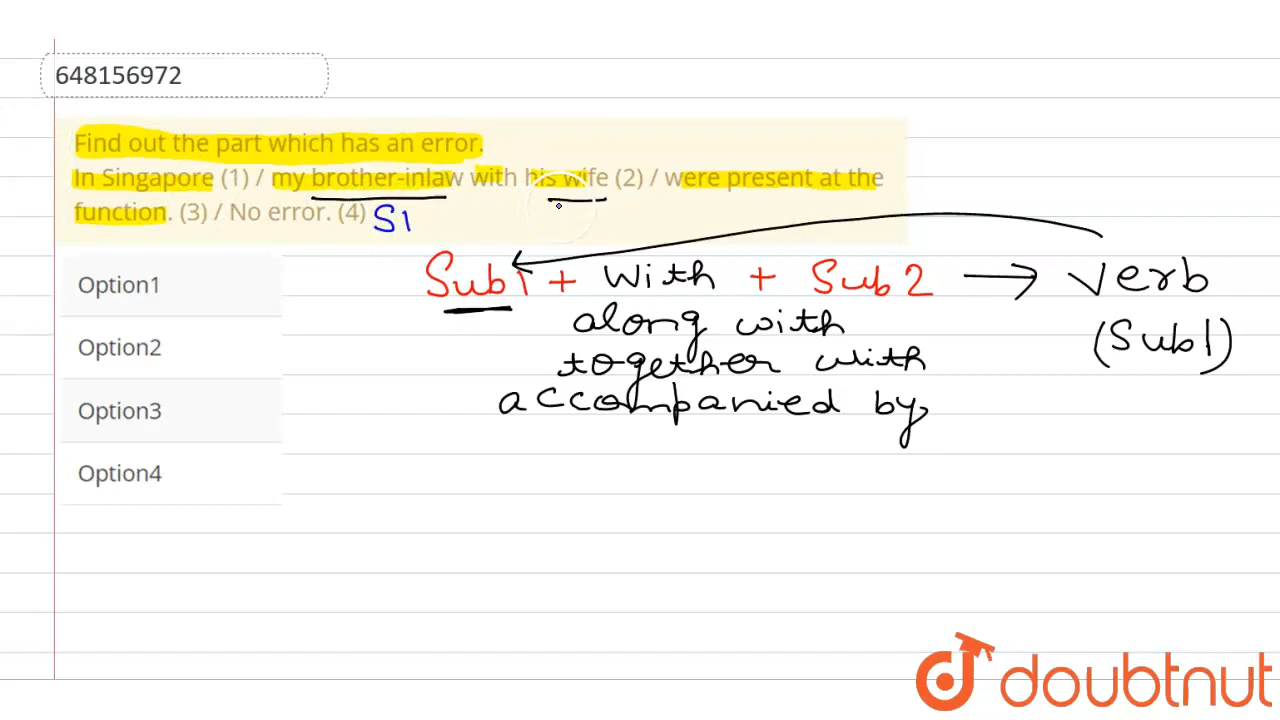 648156972
Find out the part which has an error.
In Singapore (1) / my brother-inlaw with his wife (2) / were present at the
function. (3) / No error. (4) S1
Sub1 + With + Sub2 → Verb
along with
together with
accompanied by,
(Sub1)
Option1
Option2
Option3
Option4
doubtnut